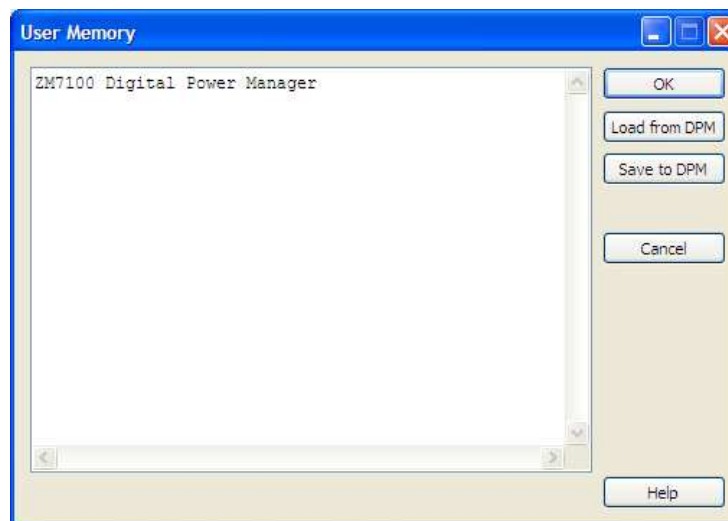 User Memory
ZM7100 Digital Power Manager
OK
Load from DPM
Save to DPM
Cancel
Help